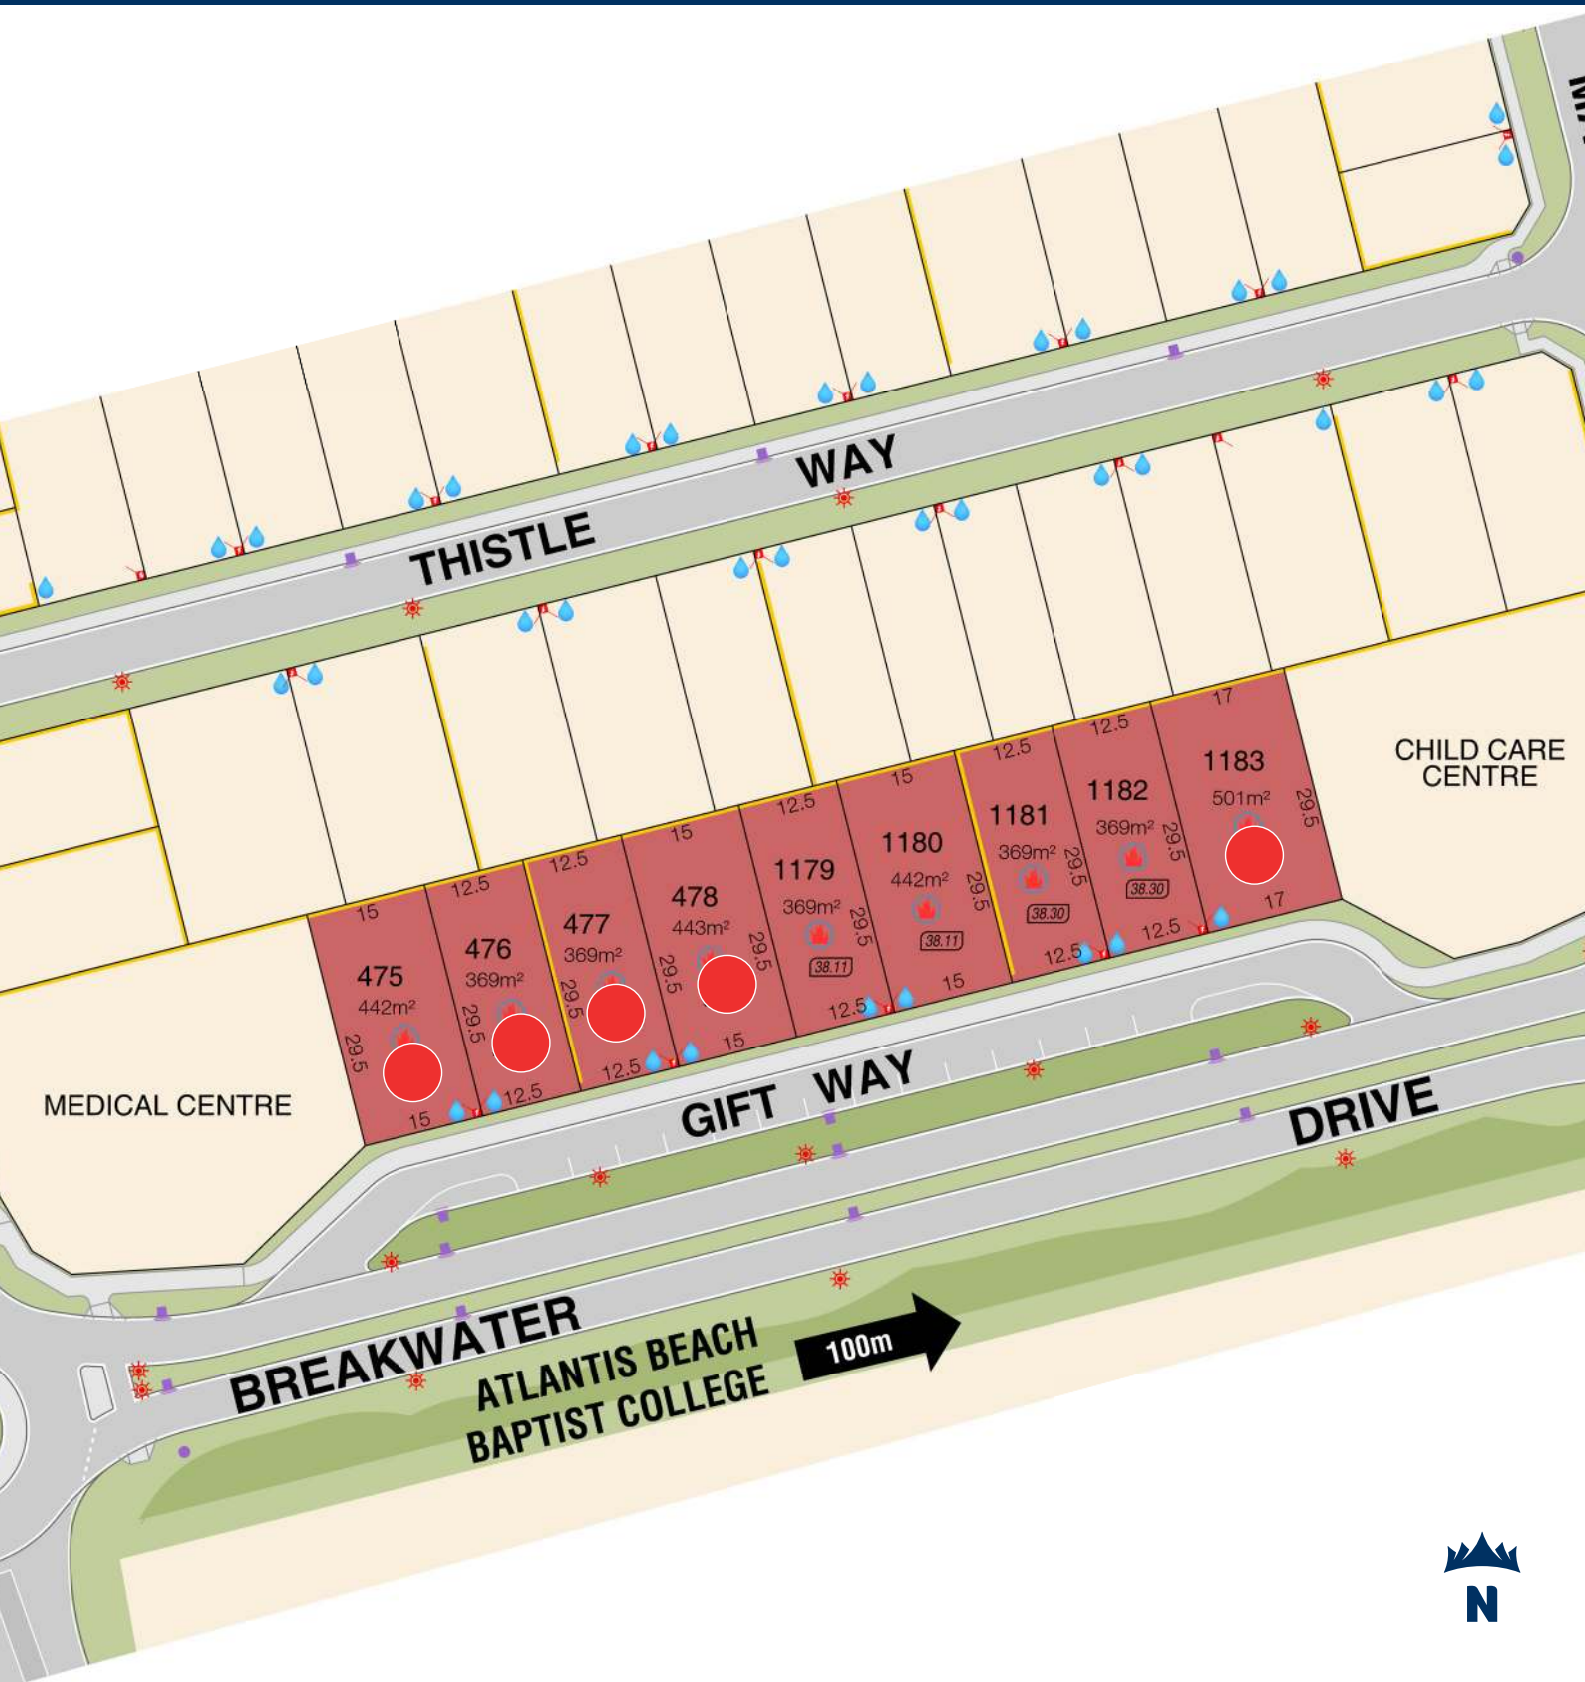 MA
THISTLE WAY
CHILD CARE
CENTRE
17
1183
501m²
29.5
17
12.5
1182
369m²
29.5
38.30
12.5
12.5
1181
369m²
29.5
38.30
12.5
15
1180
442m²
29.5
38.11
15
12.5
1179
369m²
29.5
38.11
12.5
15
478
443m²
29.5
29.5
15
12.5
477
369m²
29.5
12.5
12.5
476
369m²
29.5
12.5
15
475
442m²
29.5
15
MEDICAL CENTRE
GIFT WAY
BREAKWATER DRIVE
ATLANTIS BEACH
BAPTIST COLLEGE
100m
N